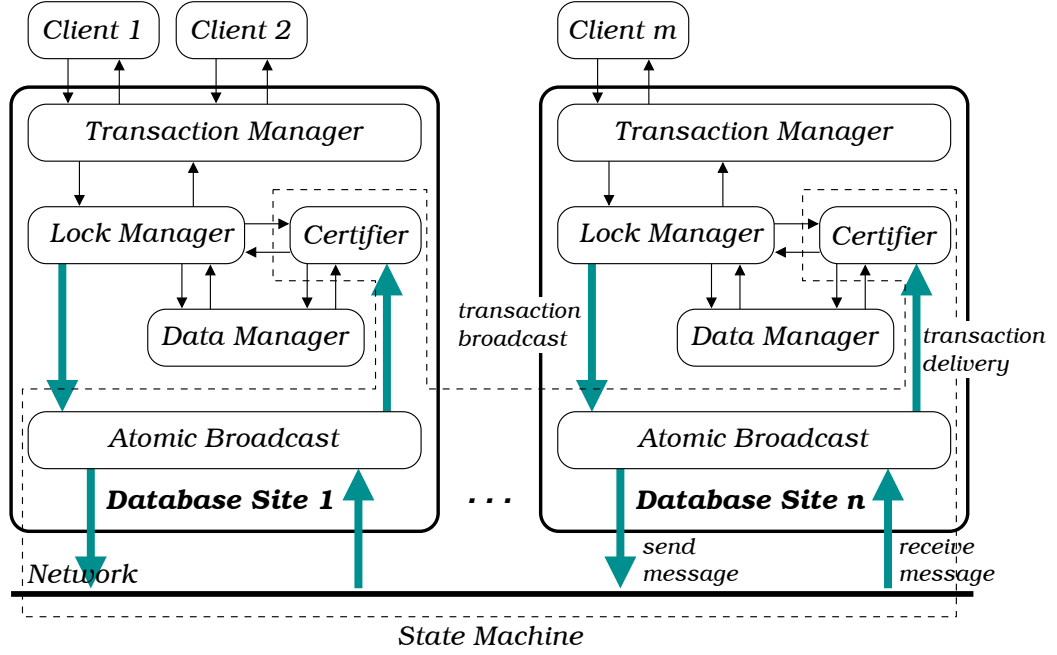 Client 1
Client 2
Client m
Transaction Manager
Transaction Manager
Lock Manager
Certifier
Lock Manager
Certifier
transaction
broadcast
Data Manager
Data Manager
transaction
delivery
Atomic Broadcast
Atomic Broadcast
Database Site 1
. . .
Database Site n
send
message
receive
message
Network
State Machine